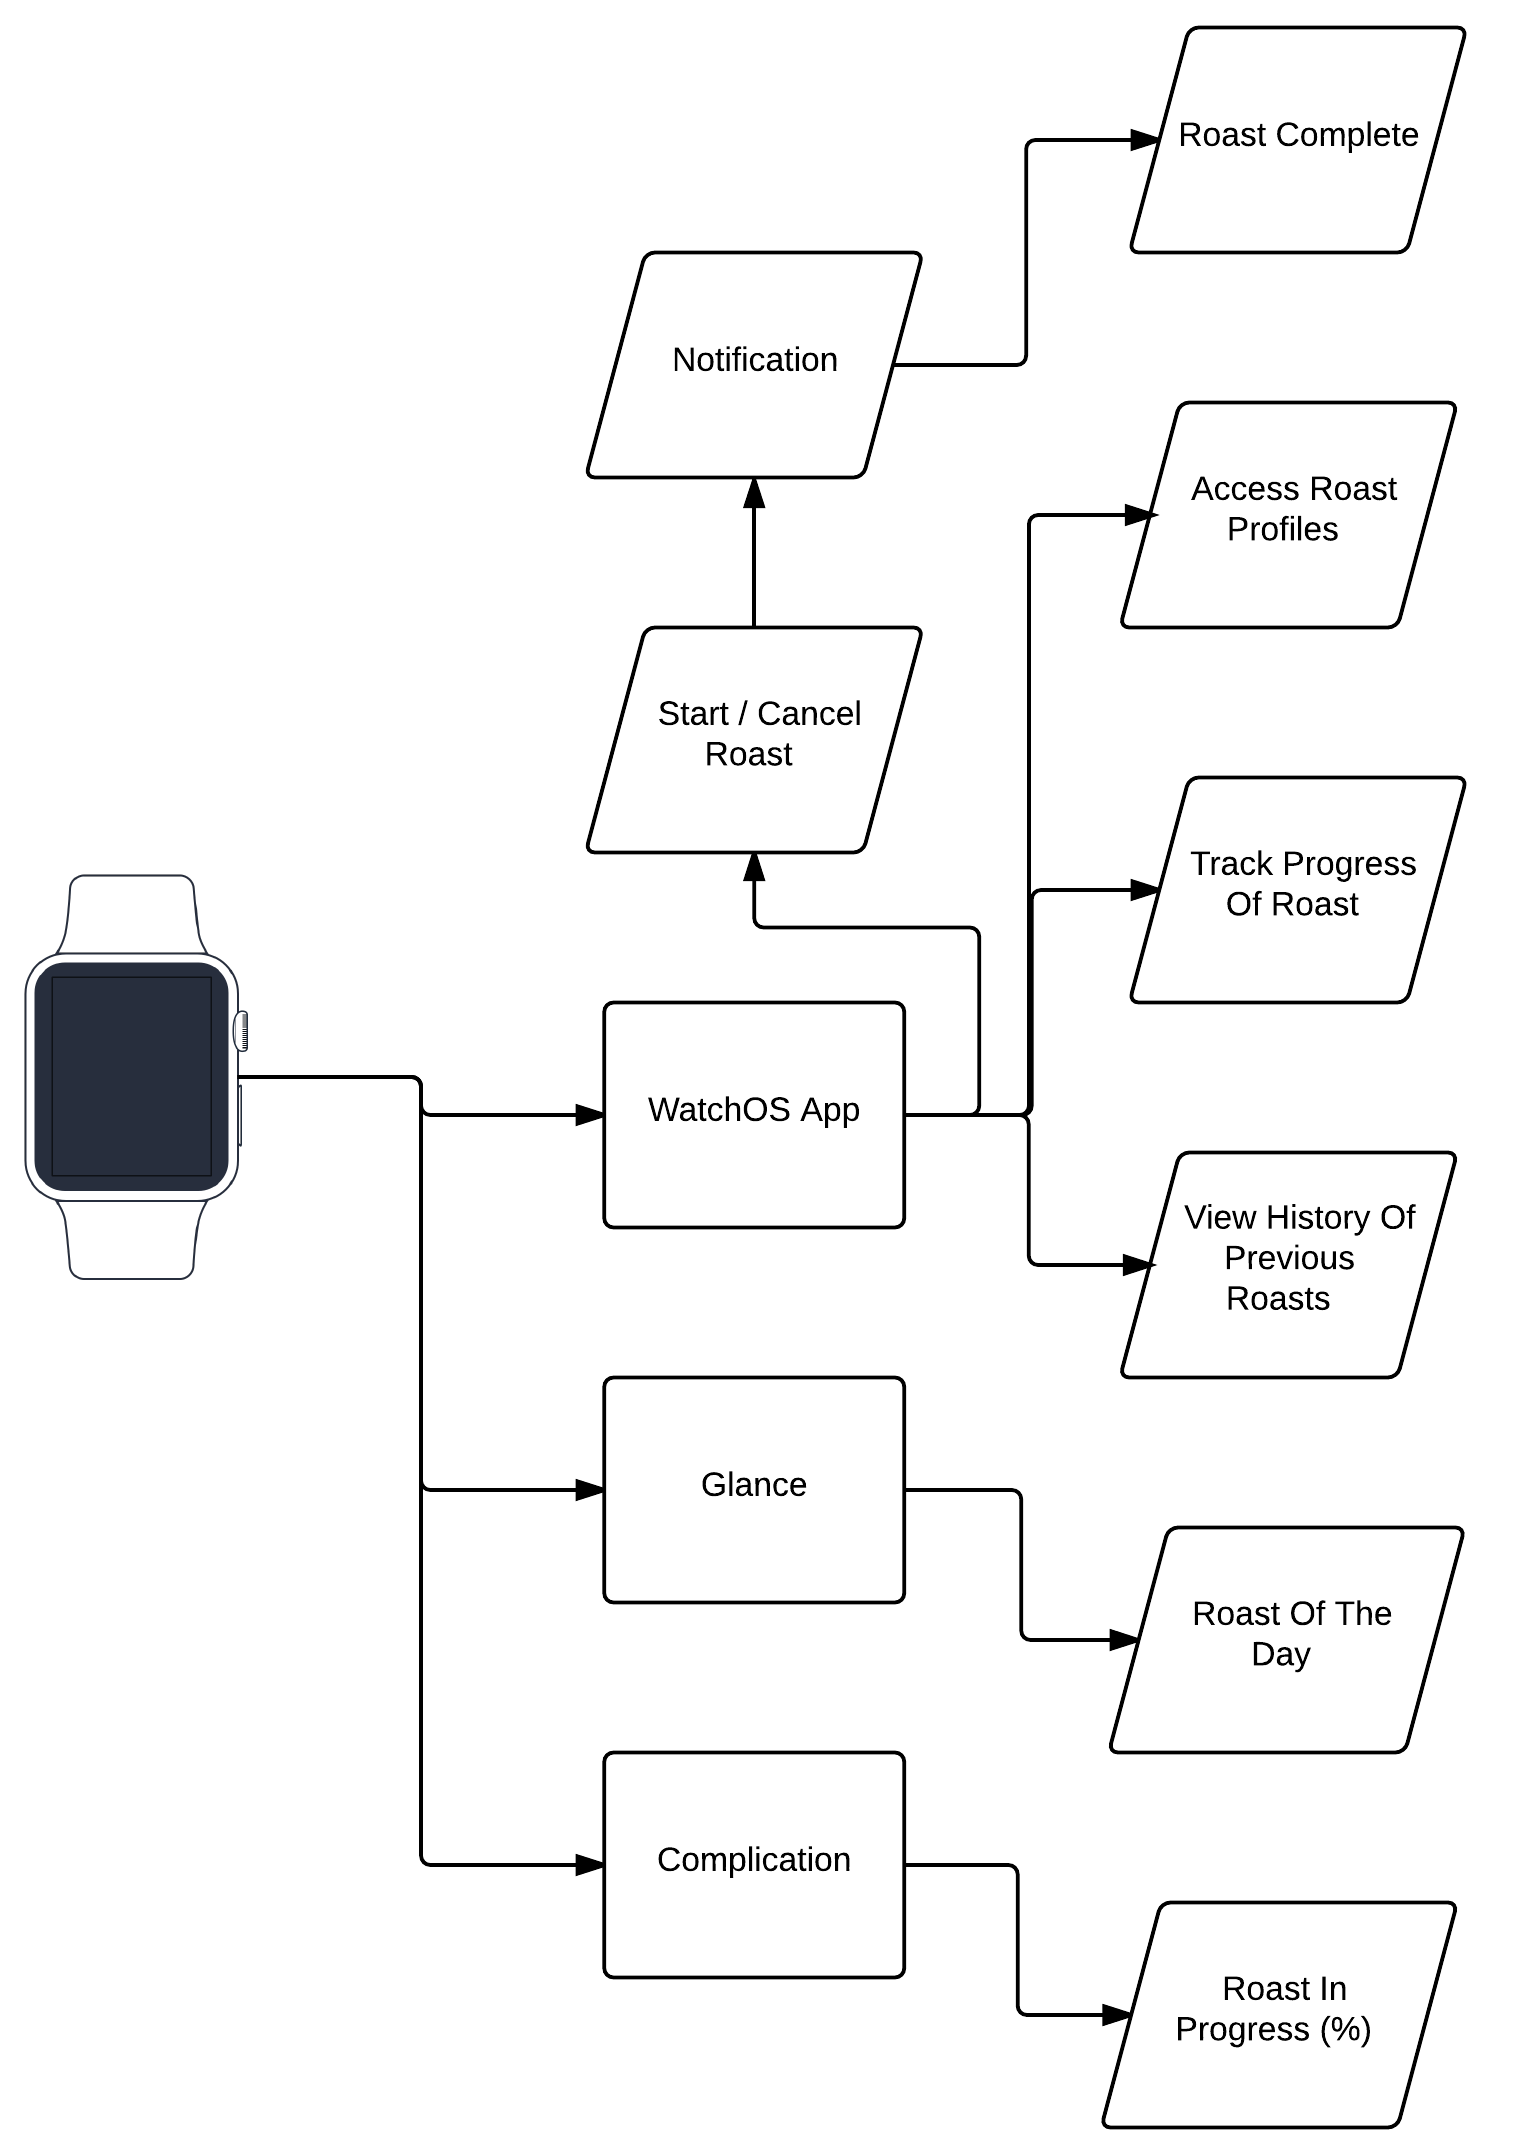 Roast Complete
Notification
Access Roast
Profiles
Start / Cancel
Roast
Track Progress
Of Roast
WatchOS App
View History Of
Previous
Roasts
Glance
Roast Of The
Day
Complication
Roast In
Progress (%)